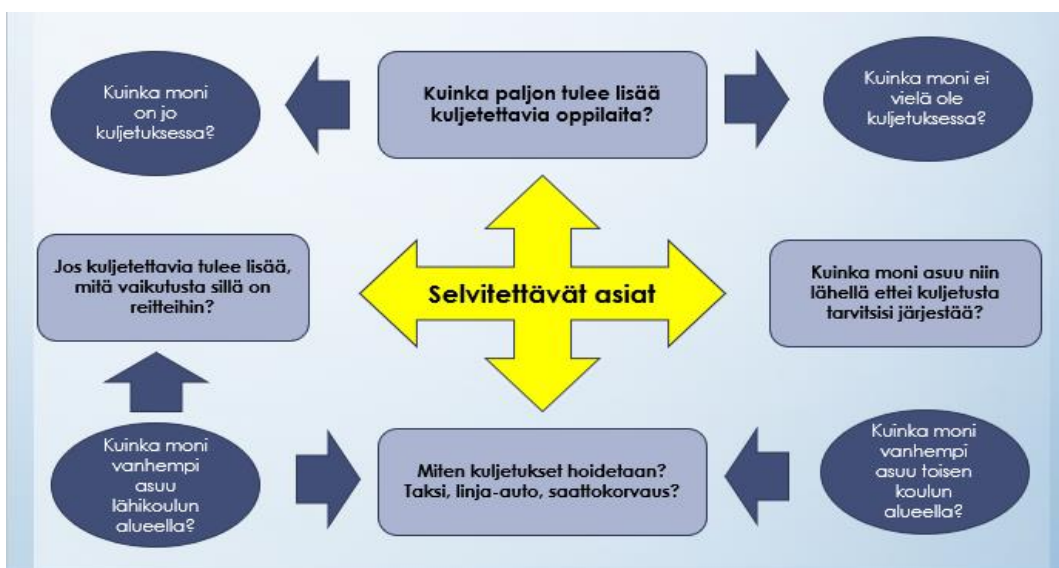 Kuinka moni
on jo
kuljetuksessa?
Kuinka paljon tulee lisää
kuljetettavia oppilaita?
Kuinka moni ei
vielä ole
kuljetuksessa?
Jos kuljetettavia tulee lisää,
mitä vaikutusta sillä on
reitteihin?
Selvitettävät asiat
Kuinka moni asuu niin
lähellä ettei kuljetusta
tarvitsisi järjestää?
Kuinka moni
vanhempi
asuu
lähikoulun
alueella?
Miten kuljetukset hoidetaan?
Taksi, linja-auto, saattokorvaus?
Kuinka moni
vanhempi
asuu toisen
koulun
alueella?